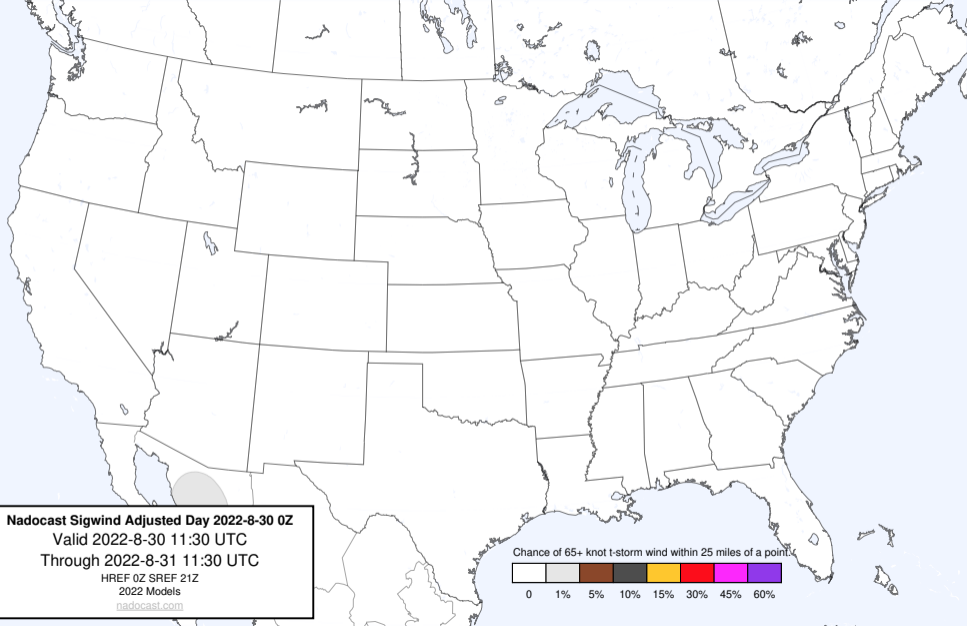 Nadocast Sigwind Adjusted Day 2022-8-30 0Z
Valid 2022-8-30 11:30 UTC
Through 2022-8-31 11:30 UTC
HREF 0Z SREF 21Z
2022 Models
nadocast.com
Chance of 65+ knot t-storm wind within 25 miles of a point.
0 1% 5% 10% 15% 30% 45% 60%